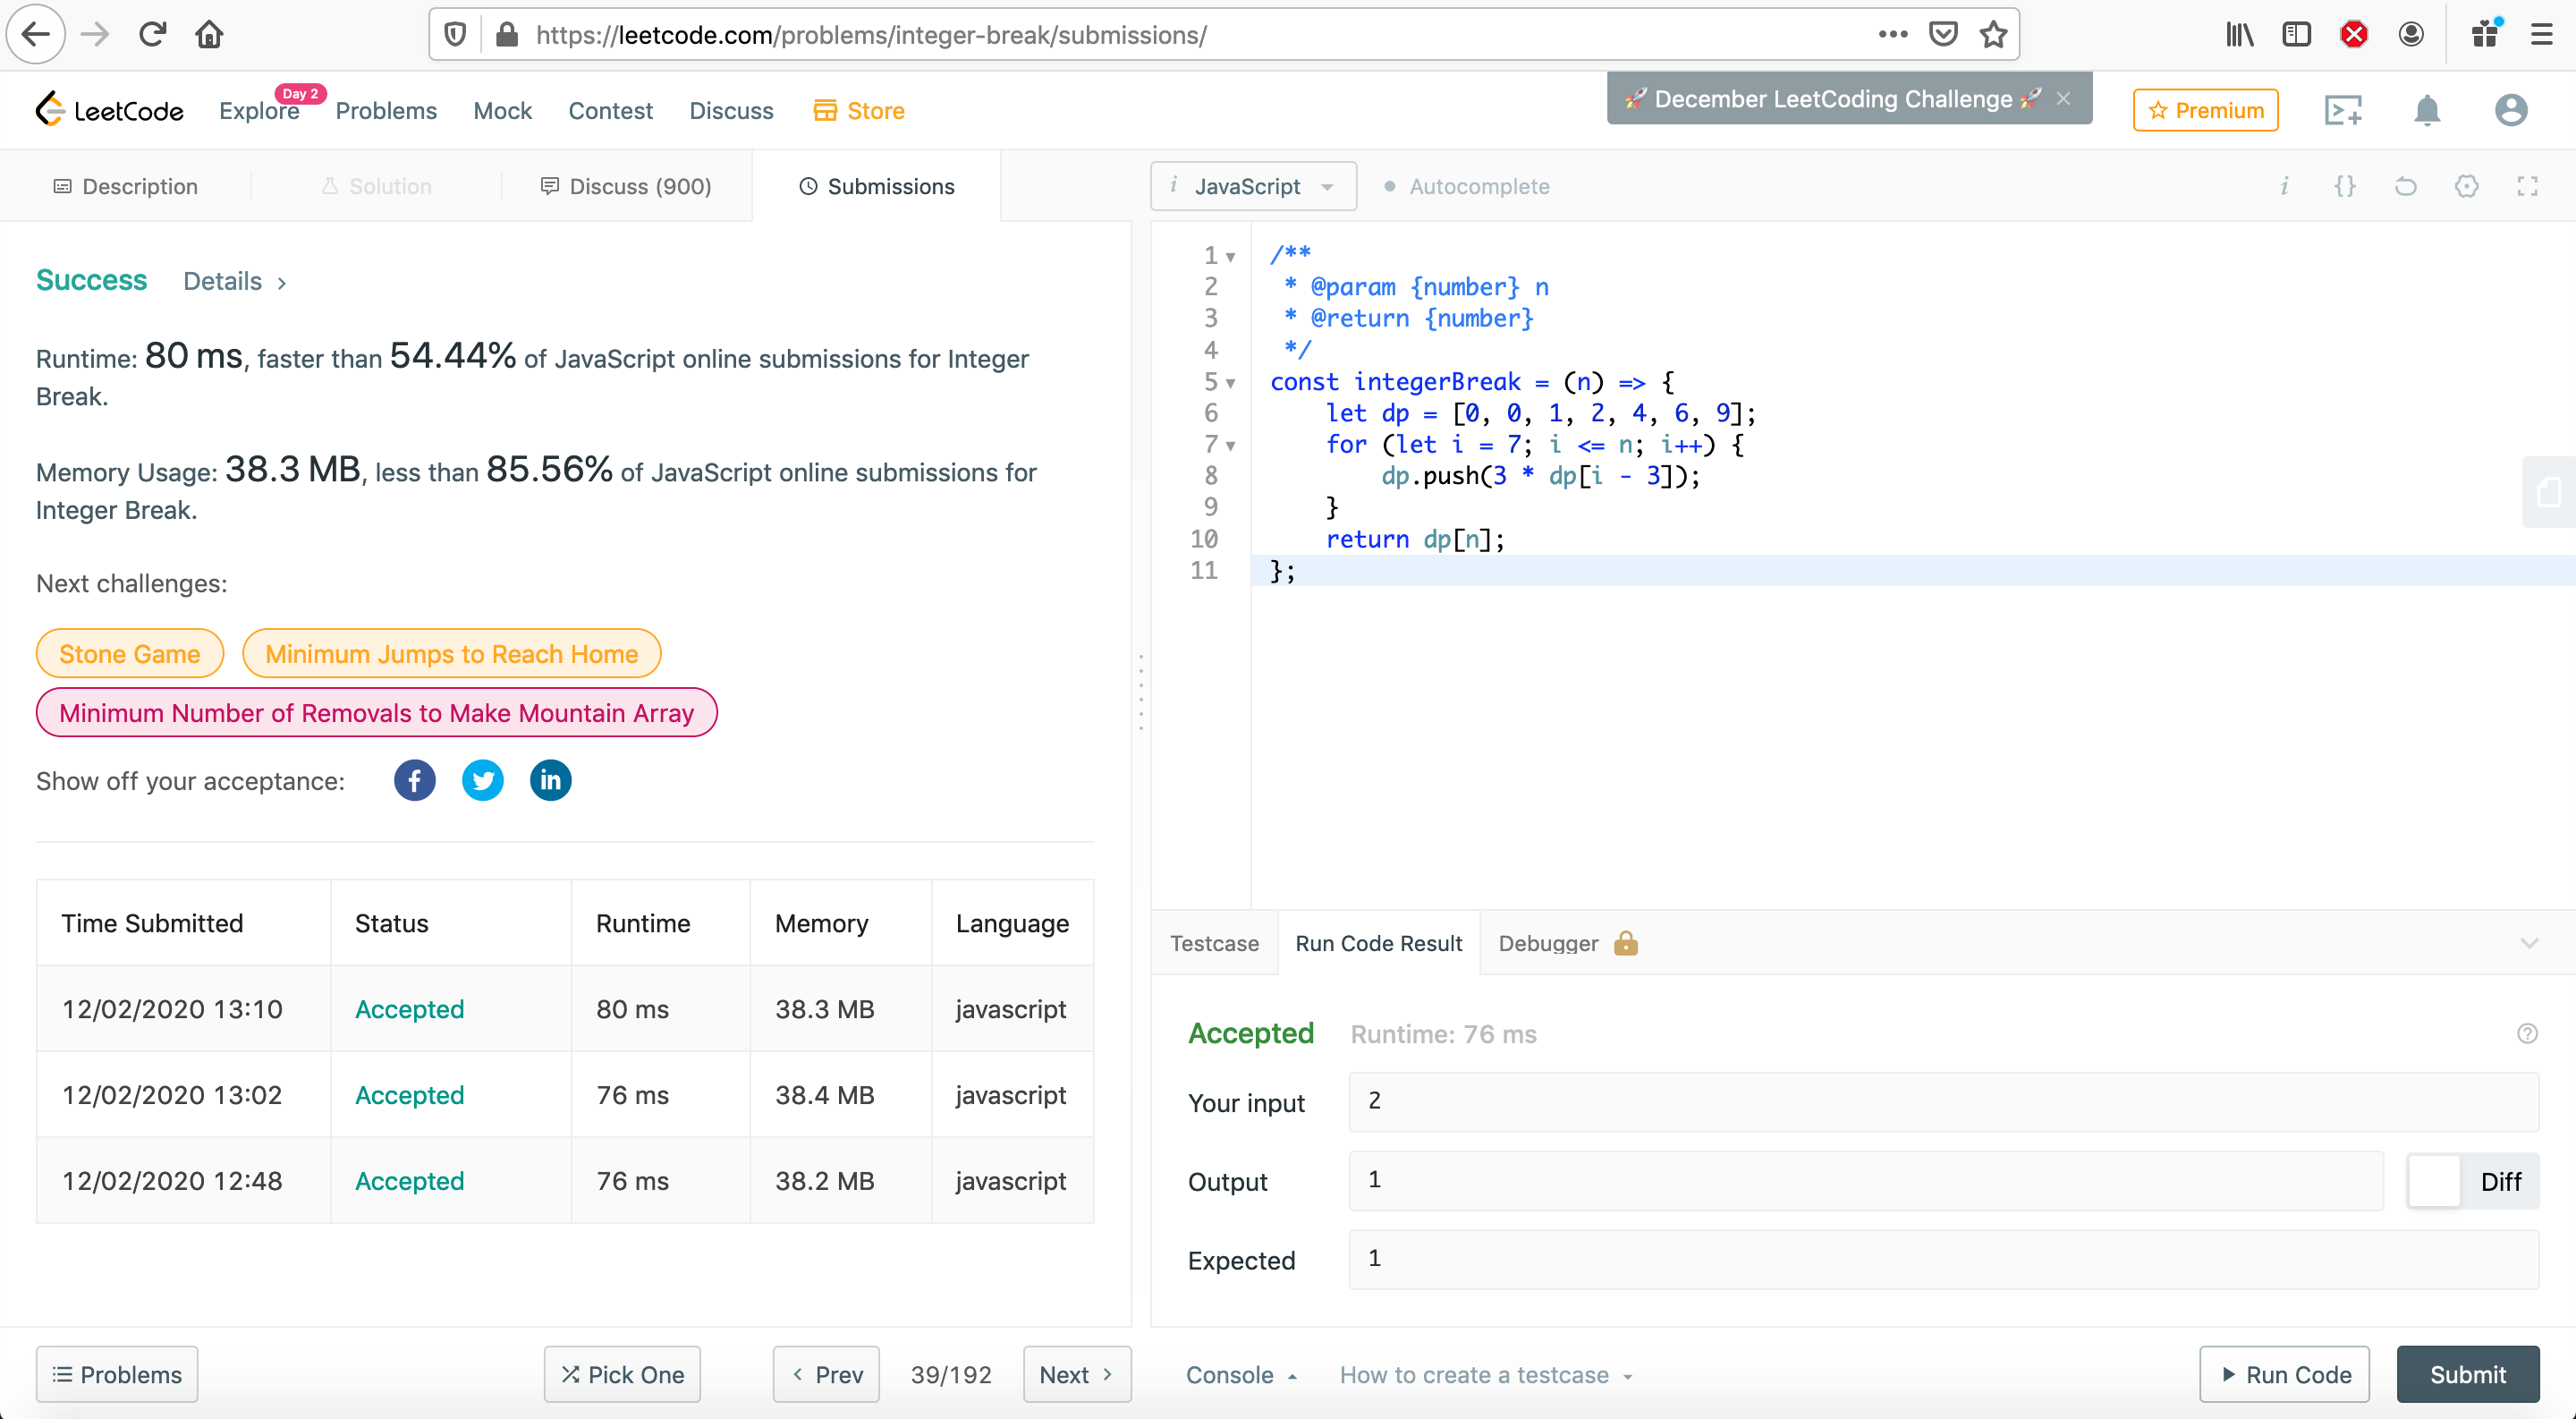 https://leetcode.com/problems/integer-break/submissions/
LeetCode Explore Day 2 Problems Mock Contest Discuss Store 🚀 December LeetCoding Challenge 🚀 × Premium
Description Solution Discuss (900) Submissions
JavaScript Autocomplete i {}
Success Details >
Runtime: 80 ms, faster than 54.44% of JavaScript online submissions for Integer
Break.
Memory Usage: 38.3 MB, less than 85.56% of JavaScript online submissions for
Integer Break.
Next challenges:
Stone Game Minimum Jumps to Reach Home
Minimum Number of Removals to Make Mountain Array
Show off your acceptance: f in
Time Submitted Status Runtime Memory Language
12/02/2020 13:10 Accepted 80 ms 38.3 MB javascript
12/02/2020 13:02 Accepted 76 ms 38.4 MB javascript
12/02/2020 12:48 Accepted 76 ms 38.2 MB javascript
1 /**
2  * @param {number} n
3  * @return {number}
4  */
5 const integerBreak = (n) => {
6     let dp = [0, 0, 1, 2, 4, 6, 9];
7     for (let i = 7; i <= n; i++) {
8         dp.push(3 * dp[i - 3]);
9     }
10     return dp[n];
11 };
Testcase Run Code Result Debugger
Accepted Runtime: 76 ms
Your input 2
Output 1 Diff
Expected 1
Problems Pick One < Prev 39/192 Next > Console How to create a testcase Run Code Submit